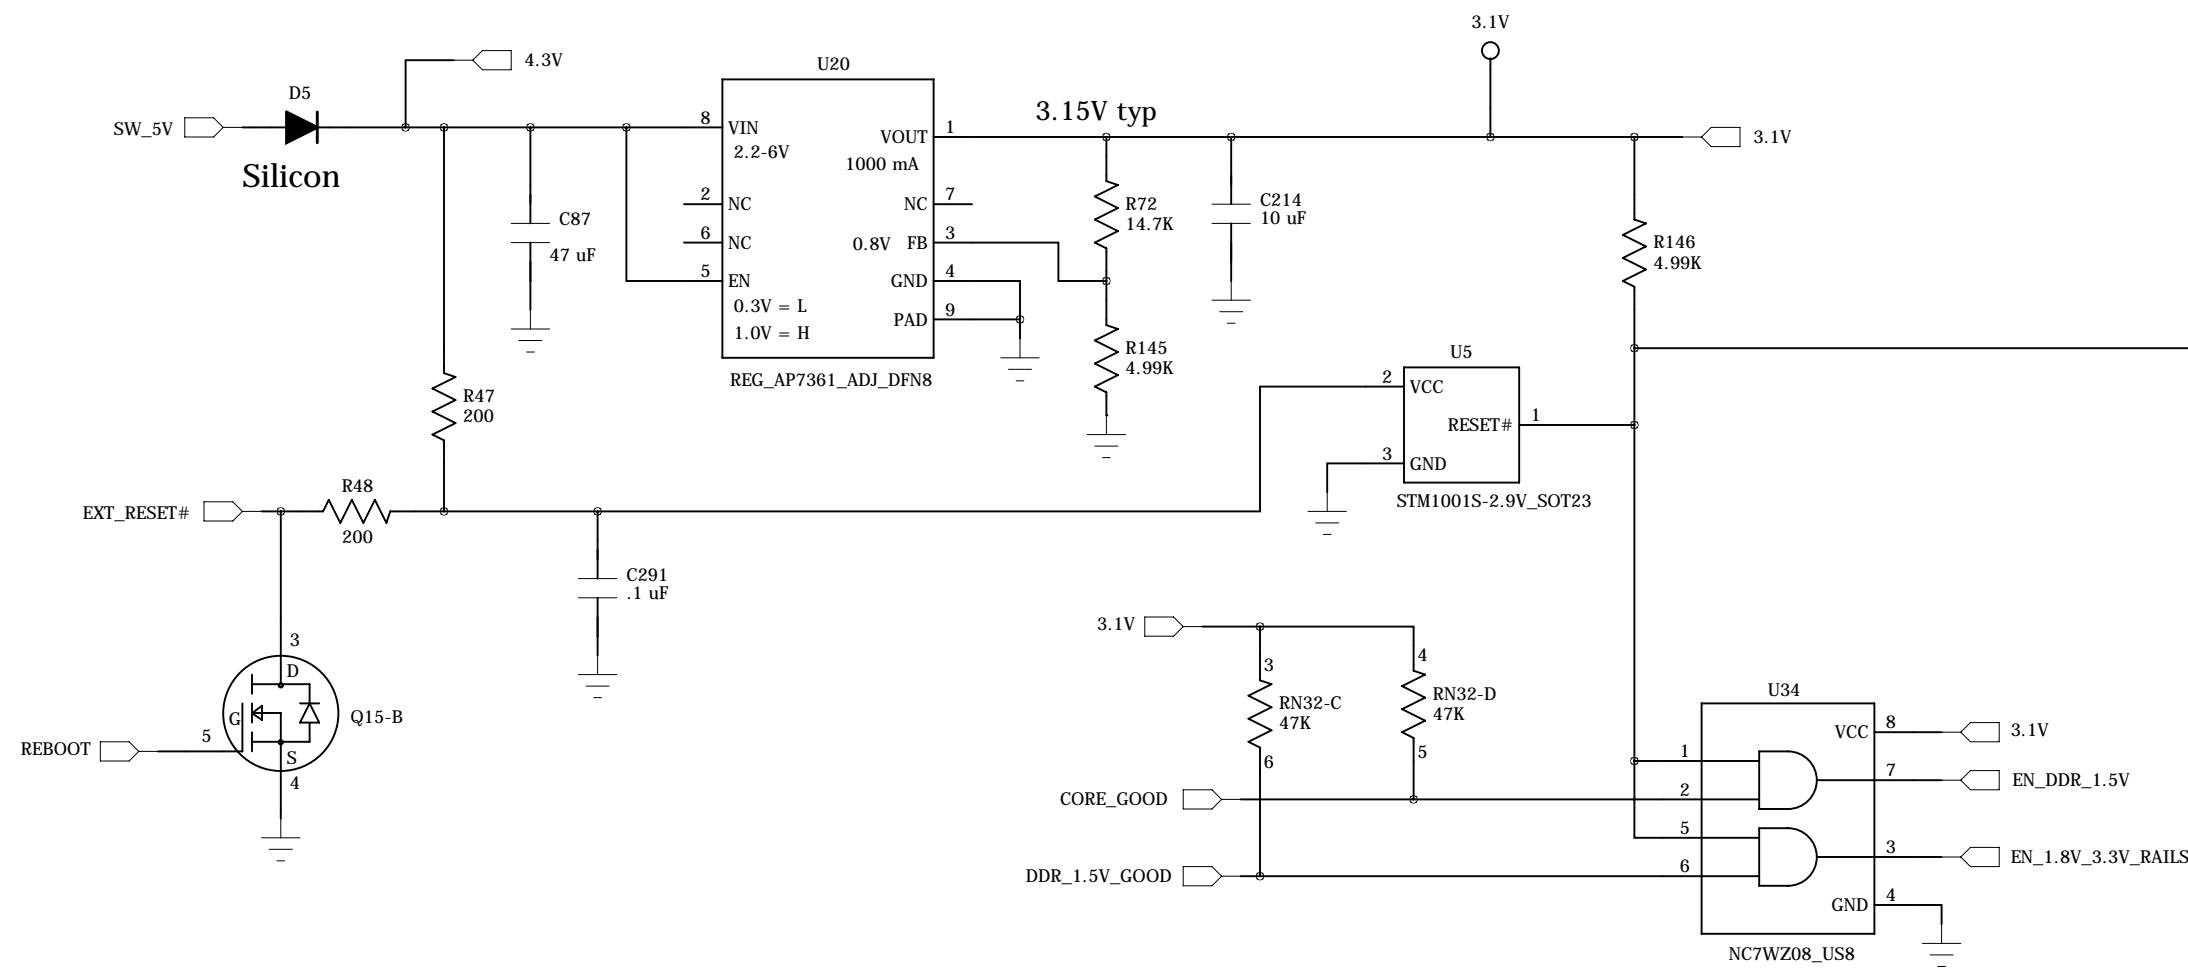 3.1V
4.3V
U20
D5
SW_5V
Silicon
8
VIN
2.2-6V
VOUT
1000 mA
1
3.15V typ
3.1V
2
NC
6
NC
5
EN
0.3V = L
1.0V = H
NC
7
0.8V
FB
3
GND
4
PAD
9
REG_AP7361_ADJ_DFN8
C87
47 uF
R72
14.7K
C214
10 uF
R146
4.99K
R145
4.99K
U5
2
VCC
RESET#
1
3
GND
STM1001S-2.9V_SOT23
R47
200
R48
200
EXT_RESET#
C291
.1 uF
3
D
G
S
4
Q15-B
REBOOT
5
3.1V
3
RN32-C
47K
6
4
RN32-D
47K
5
CORE_GOOD
DDR_1.5V_GOOD
U34
VCC
8
3.1V
1
2
7
EN_DDR_1.5V
5
6
3
EN_1.8V_3.3V_RAILS
GND
4
NC7WZ08_US8